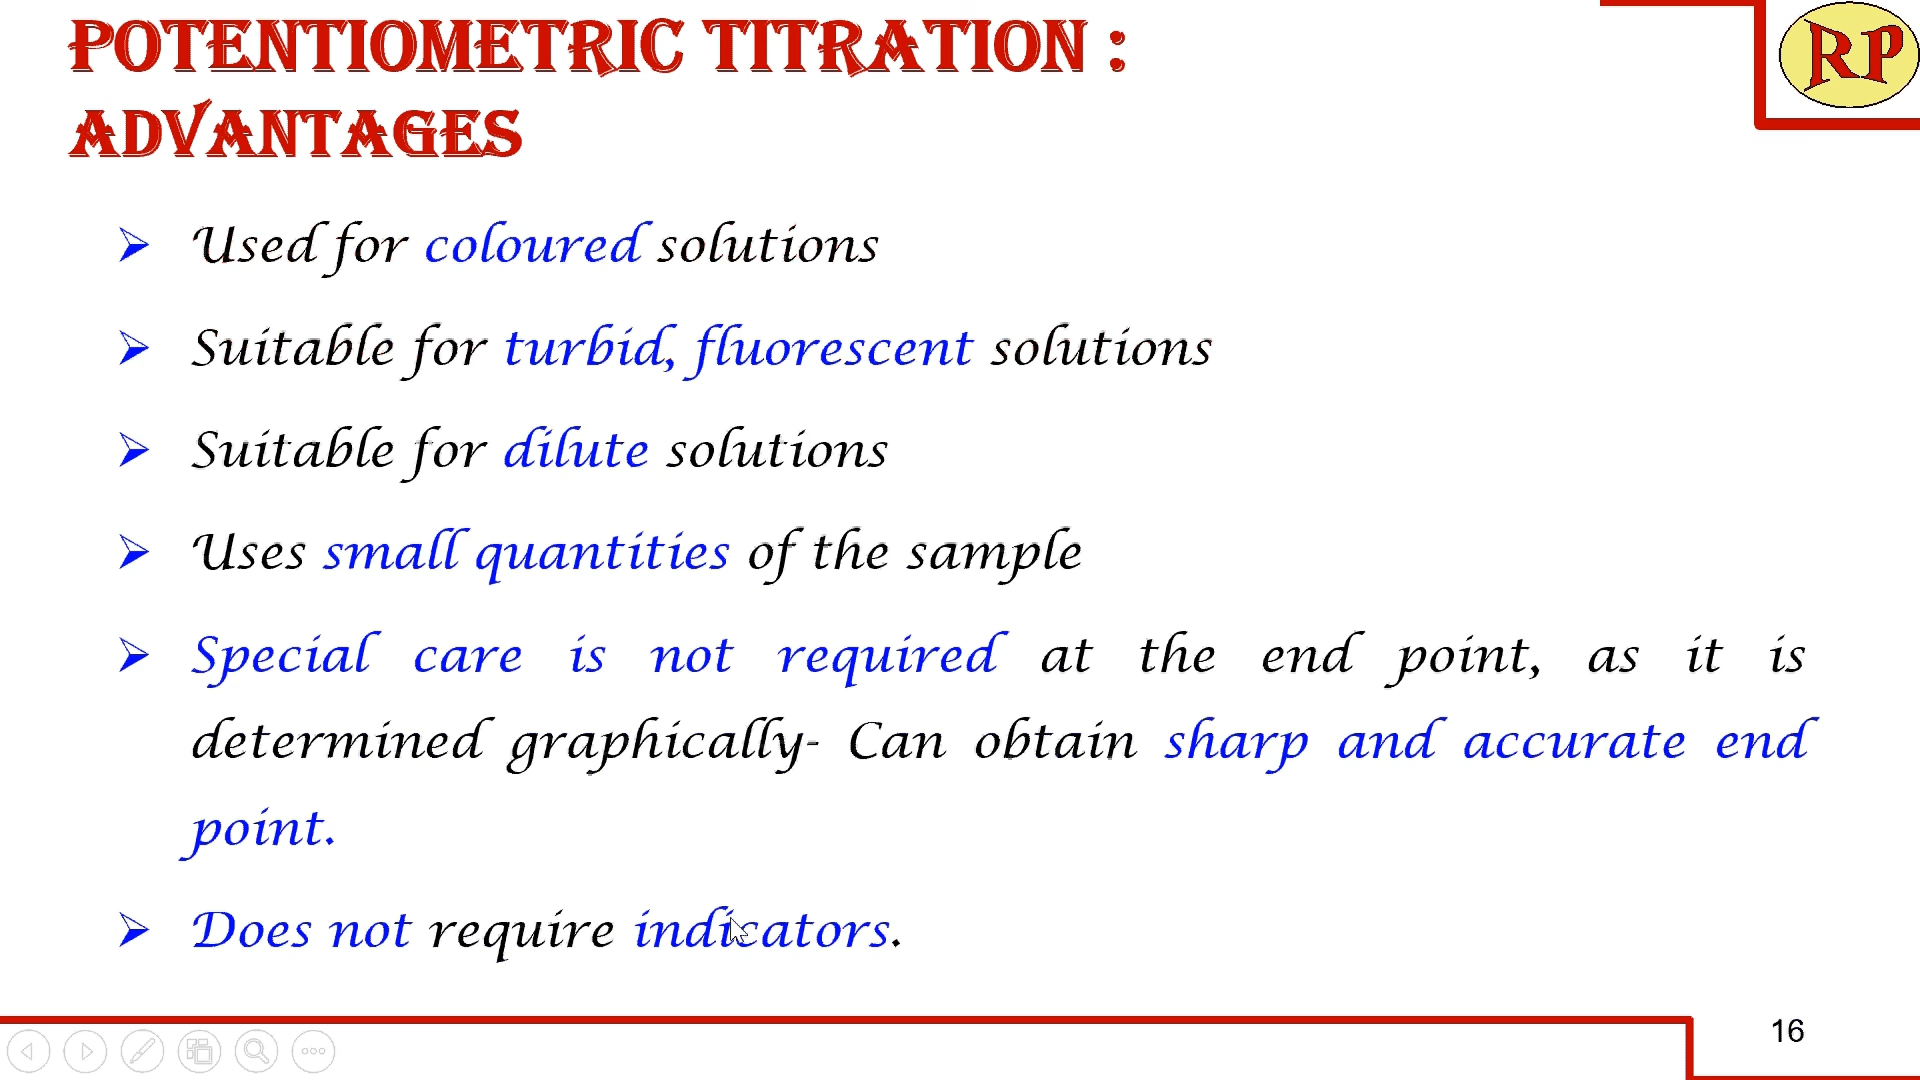 POTENTIOMETRIC TITRATION :
ADVANTAGES
RP
Used for coloured solutions
Suitable for turbid, fluorescent solutions
Suitable for dilute solutions
Uses small quantities of the sample
Special care is not required at the end point, as it is
determined graphically- Can obtain sharp and accurate end
point.
Does not require indicators.
16